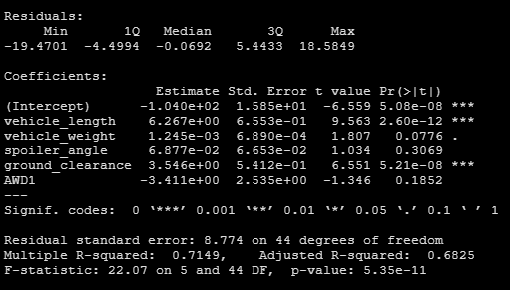 Residuals:
     Min       1Q   Median       3Q      Max
-19.4701  -4.4994  -0.0692   5.4433  18.5849
Coefficients:
                   Estimate Std. Error t value Pr(>|t|)
(Intercept)      -1.040e+02  1.585e+01  -6.559 5.08e-08 ***
vehicle_length    6.267e+00  6.553e-01   9.563 2.60e-12 ***
vehicle_weight    1.245e-03  6.890e-04   1.807   0.0776 .
spoiler_angle     6.877e-02  6.653e-02   1.034   0.3069
ground_clearance  3.546e+00  5.412e-01   6.551 5.21e-08 ***
AWD1             -3.411e+00  2.535e+00  -1.346   0.1852
---
Signif. codes:  0 ‘***’ 0.001 ‘**’ 0.01 ‘*’ 0.05 ‘.’ 0.1 ‘ ’ 1
Residual standard error: 8.774 on 44 degrees of freedom
Multiple R-squared:  0.7149,    Adjusted R-squared:  0.6825
F-statistic: 22.07 on 5 and 44 DF,  p-value: 5.35e-11